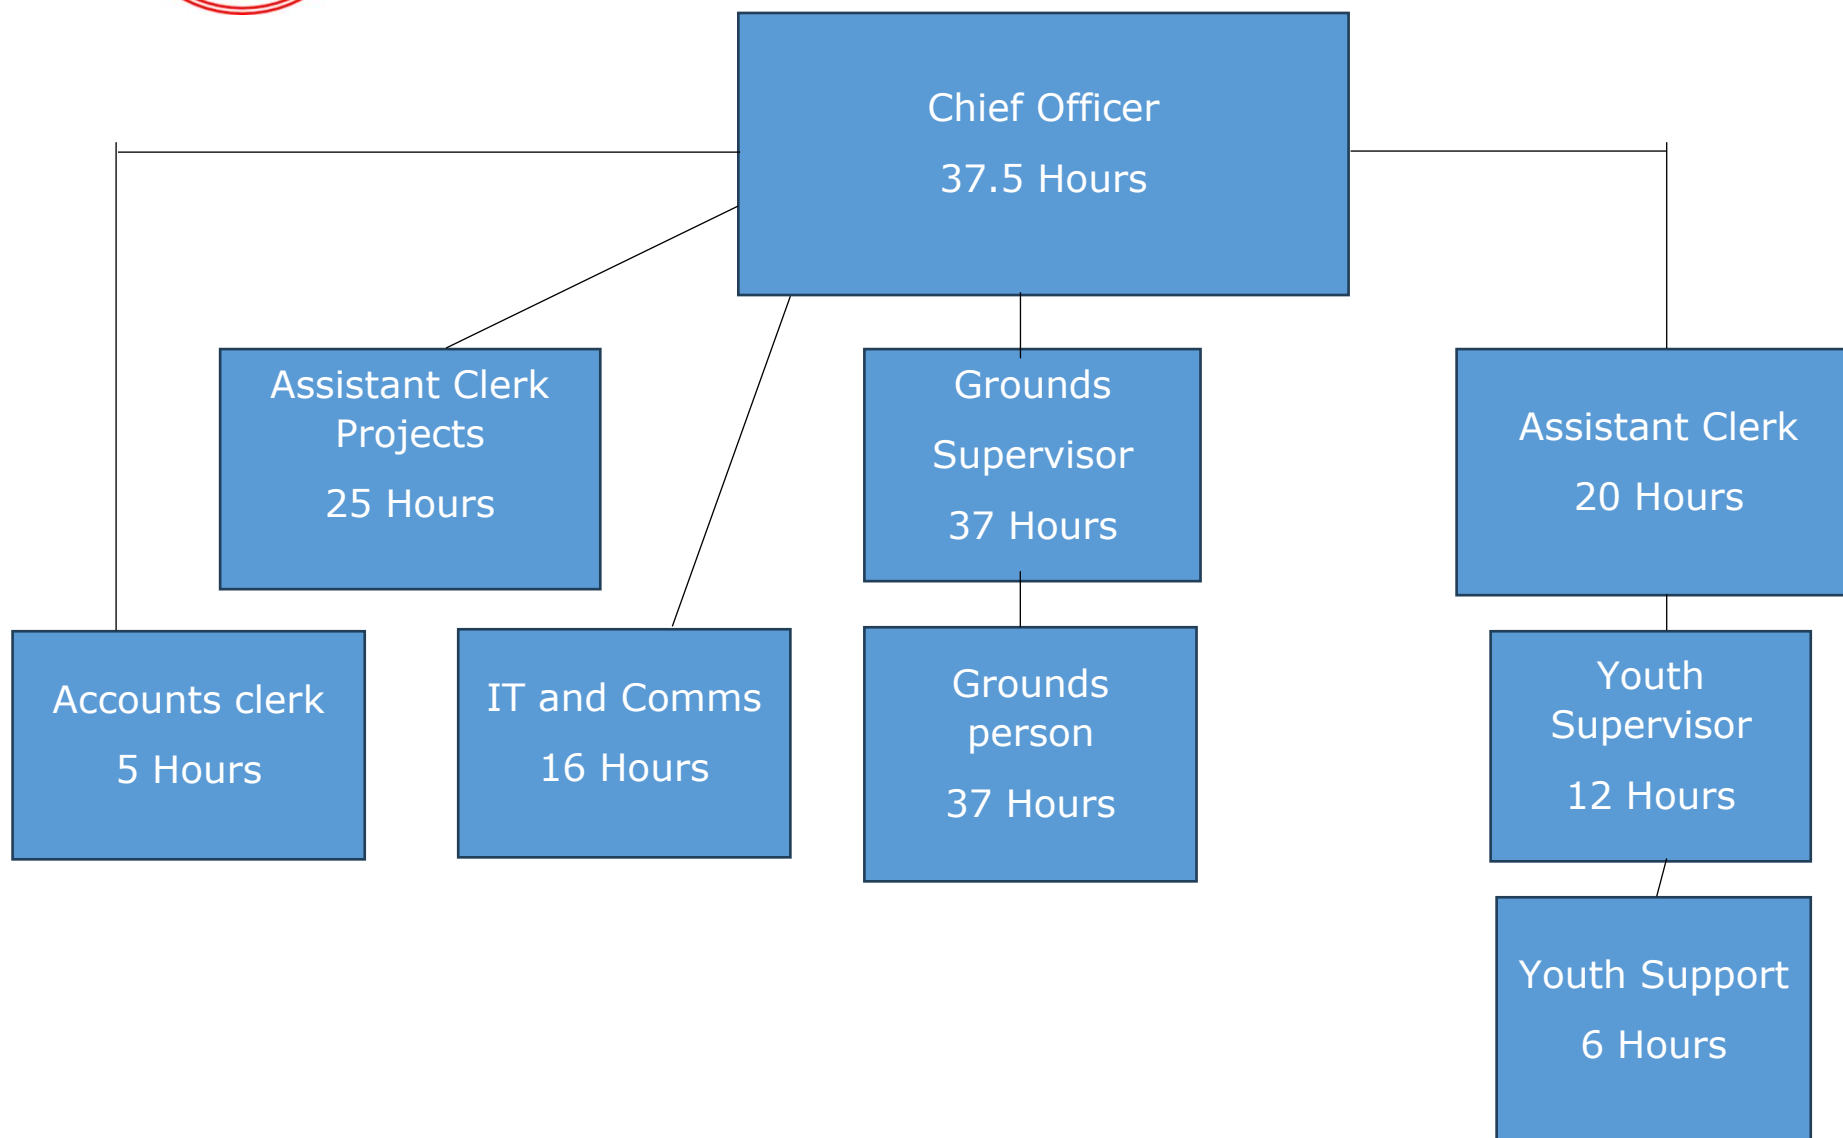 Chief Officer
37.5 Hours
Assistant Clerk
Projects
25 Hours
Grounds
Supervisor
37 Hours
Assistant Clerk
20 Hours
Accounts clerk
5 Hours
IT and Comms
16 Hours
Grounds
person
37 Hours
Youth
Supervisor
12 Hours
Youth Support
6 Hours